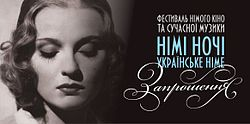 ФЕСТИВАЛЬ НІМОГО КІНО
ТА СУЧАСНОЇ МУЗИКИ
НІМІ НОЧІ
УКРАЇНСЬКЕ НІМЕ
Запрошення